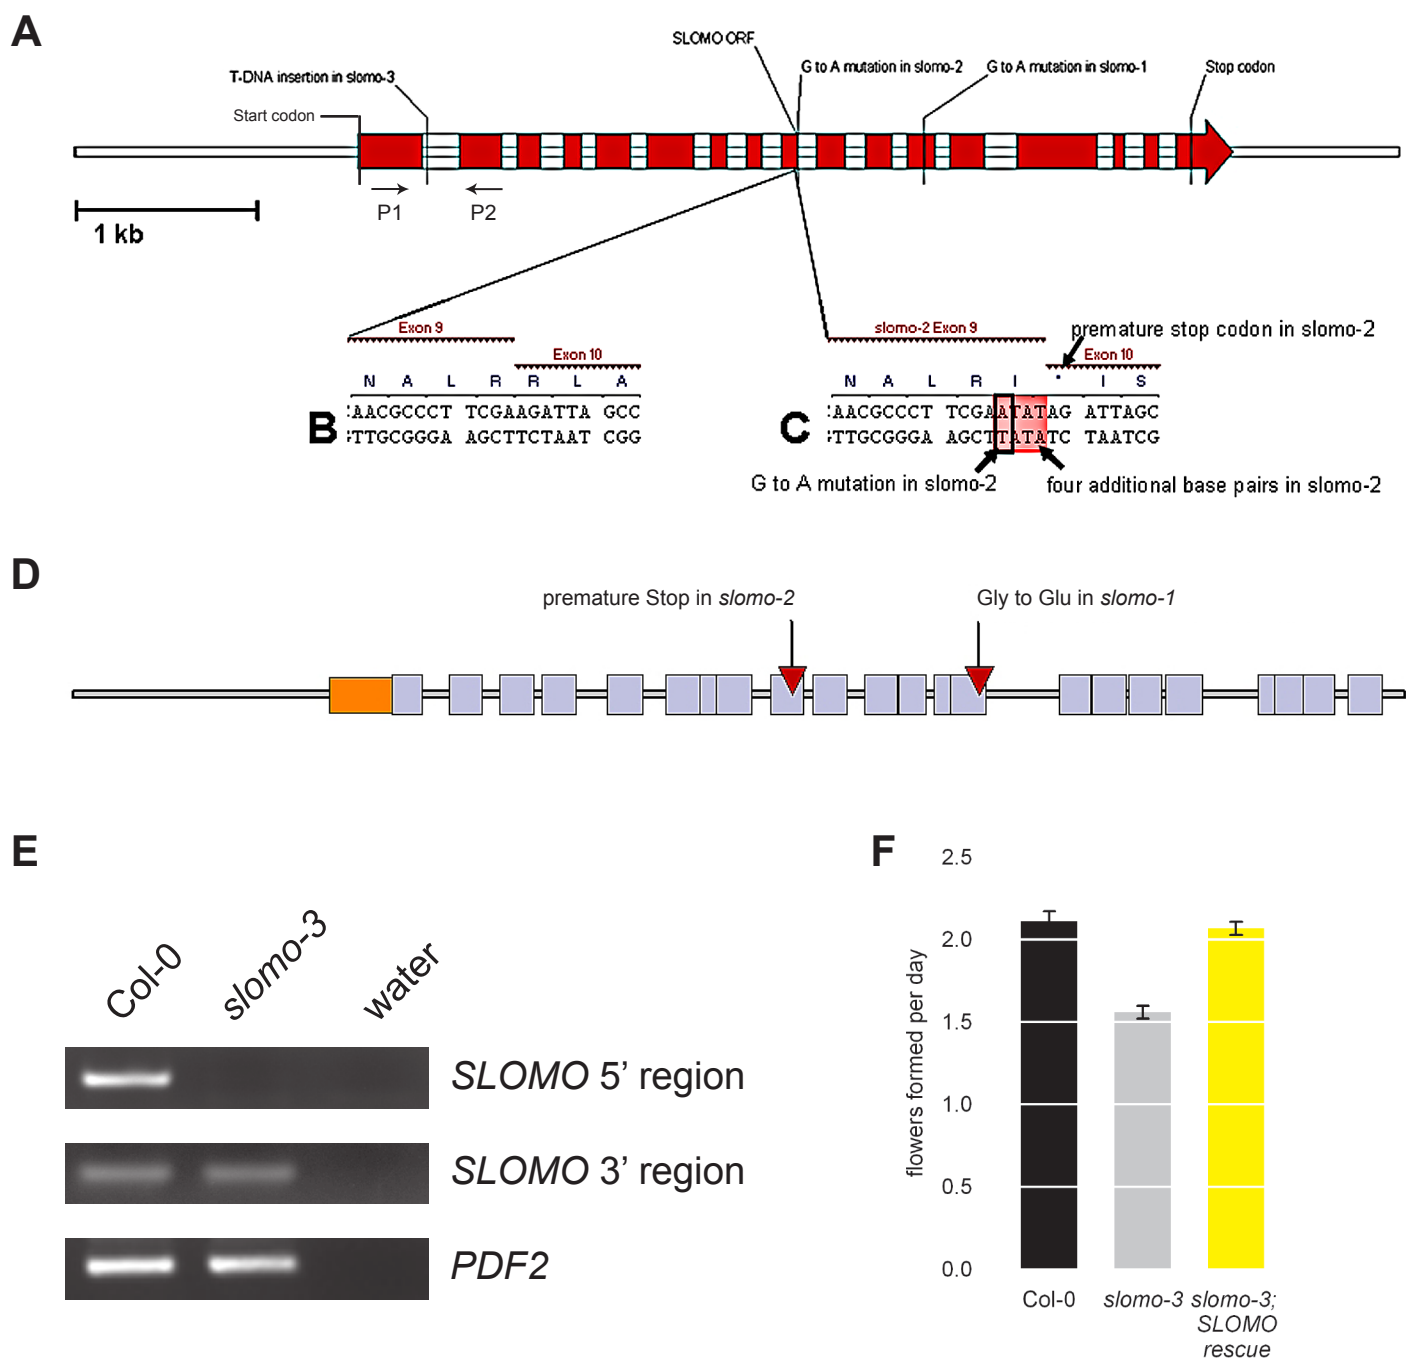 A
SLOMO ORF
G to A mutation in slomo-2
G to A mutation in slomo-1
Stop codon
T-DNA insertion in slomo-3
Start codon
P1
P2
1 kb
Exon 9
Exon 10
N A L R R L A
B
:AACGCCCT TCGAAGATTA GCC
TTGCGGGA AGCTTCTAAT CGG
slomo-2 Exon 9
premature stop codon in slomo-2
Exon 10
N A L R I * I S
C
:AACGCCCT TCGAATATAG ATTAGC
TTGCGGGA AGCTTATATC TAATCG
G to A mutation in slomo-2
four additional base pairs in slomo-2
D
premature Stop in slomo-2
Gly to Glu in slomo-1
E
Col-0
slomo-3
water
SLOMO 5’ region
SLOMO 3’ region
PDF2
F
flowers formed per day
2.5
2.0
1.5
1.0
0.5
0.0
Col-0
slomo-3
slomo-3;
SLOMO
rescue